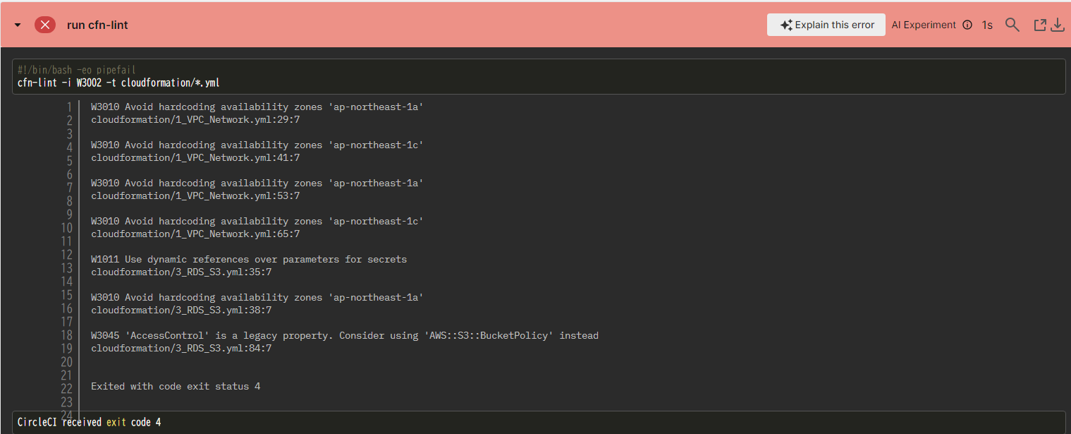 run cfn-lint
Explain this error
AI Experiment
1s
#!/bin/bash -eo pipefail
cfn-lint -i W3002 -t cloudformation/*.yml
1 W3010 Avoid hardcoding availability zones 'ap-northeast-1a'
2 cloudformation/1_VPC_Network.yml:29:7
3
4 W3010 Avoid hardcoding availability zones 'ap-northeast-1c'
5 cloudformation/1_VPC_Network.yml:41:7
6
7 W3010 Avoid hardcoding availability zones 'ap-northeast-1a'
8 cloudformation/1_VPC_Network.yml:53:7
9
10 W3010 Avoid hardcoding availability zones 'ap-northeast-1c'
11 cloudformation/1_VPC_Network.yml:65:7
12
13 W1011 Use dynamic references over parameters for secrets
14 cloudformation/3_RDS_S3.yml:35:7
15
16 W3010 Avoid hardcoding availability zones 'ap-northeast-1a'
17 cloudformation/3_RDS_S3.yml:38:7
18
19 W3045 'AccessControl' is a legacy property. Consider using 'AWS::S3::BucketPolicy' instead
20 cloudformation/3_RDS_S3.yml:84:7
21
22
23 Exited with code exit status 4
24
CircleCI received exit code 4